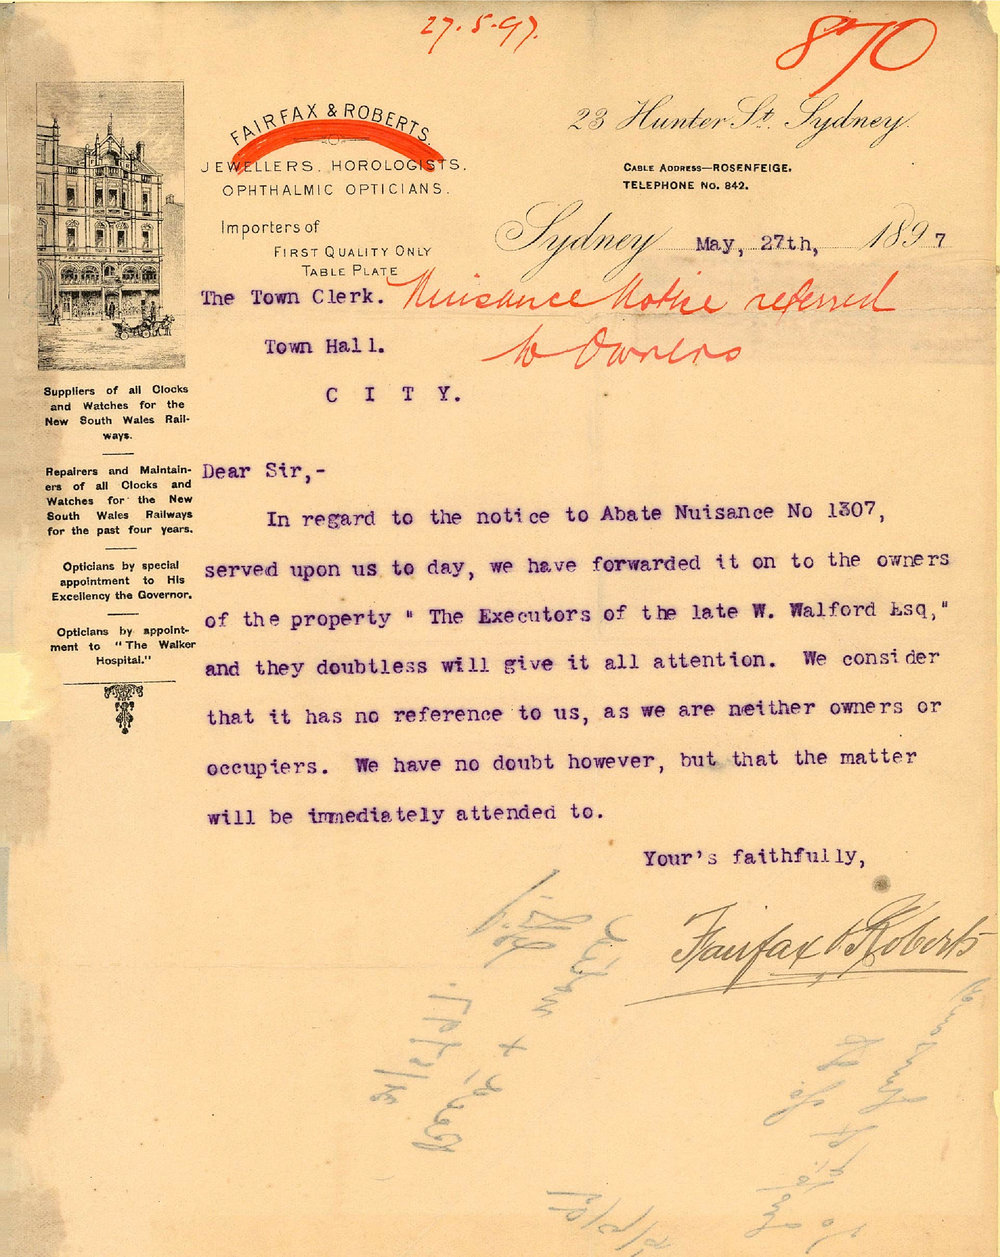 27.5.97.
870
FAIRFAX & ROBERTS.
JEWELLERS, HOROLOGISTS.
OPHTHALMIC OPTICIANS.
Importers of
FIRST QUALITY ONLY
TABLE PLATE
23 Hunter St. Sydney.
CABLE ADDRESS—ROSENFEIGE.
TELEPHONE NO. 842.
Sydney May, 27th, 1897
The Town Clerk.
Nuisance Notice referred
to Owners
Town Hall.
C I T Y.
Suppliers of all Clocks
and Watches for the
New South Wales Rail-
ways.
Repairers and Maintain-
ers of all Clocks and
Watches for the New
South Wales Railways
for the past four years.
Opticians by special
appointment to His
Excellency the Governor.
Opticians by appoint-
ment to "The Walker
Hospital."
Dear Sir,-
In regard to the notice to Abate Nuisance No 1307,
served upon us to day, we have forwarded it on to the owners
of the property " The Executors of the late W. Walford Esq,"
and they doubtless will give it all attention. We consider
that it has no reference to us, as we are neither owners or
occupiers. We have no doubt however, but that the matter
will be immediately attended to.
Your's faithfully,
Fairfax & Roberts